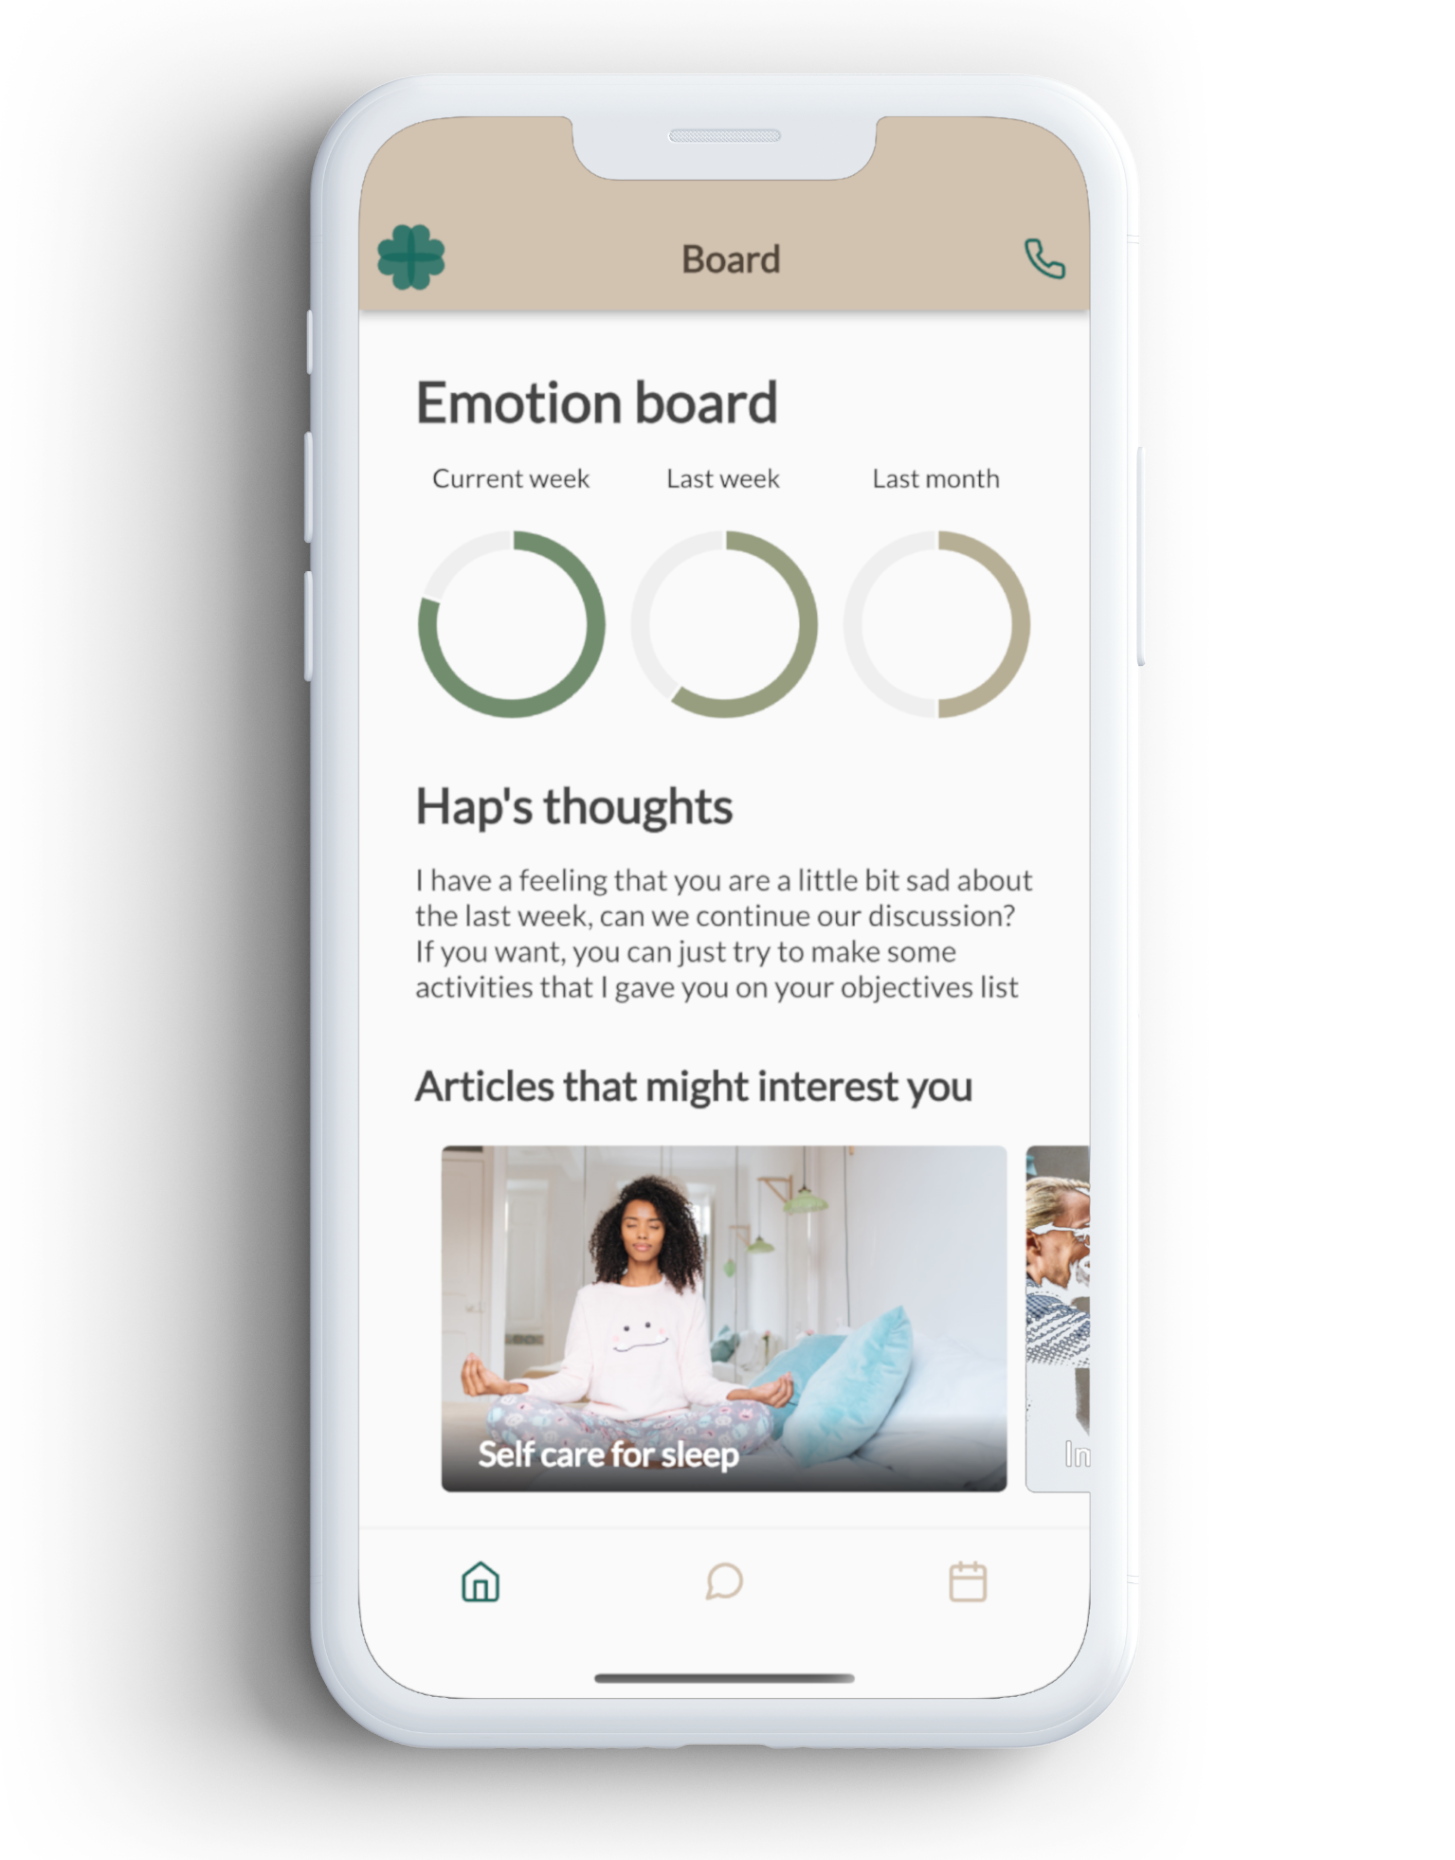 Board
Emotion board
Current week
Last week
Last month
Hap's thoughts
I have a feeling that you are a little bit sad about
the last week, can we continue our discussion?
If you want, you can just try to make some
activities that I gave you on your objectives list
Articles that might interest you
Self care for sleep